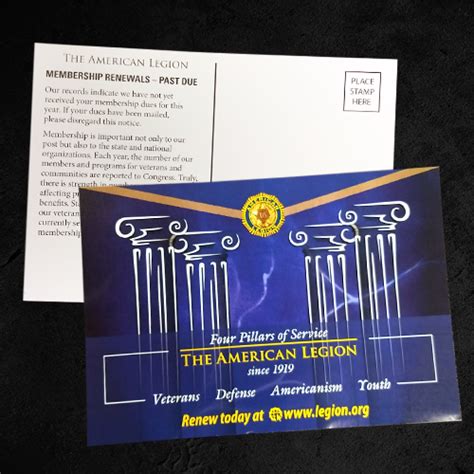 THE AMERICAN LEGION
MEMBERSHIP RENEWALS – PAST DUE
Our records indicate we have not yet
received your membership dues for this
year. If your dues have been mailed,
please disregard this notice.
Membership is important not only to our
post but also to the state and national
organizations. Each year, the number of our
members and programs for veterans and
communities are reported to Congress. Truly,
there is strength in
affecting
benefits.
our veteran
currently
membership
PLACE
STAMP
HERE
AMERICAN
LEGION
Four Pillars of Service
THE AMERICAN LEGION
since 1919
Veterans Defense Americanism Youth
Renew today at www.legion.org